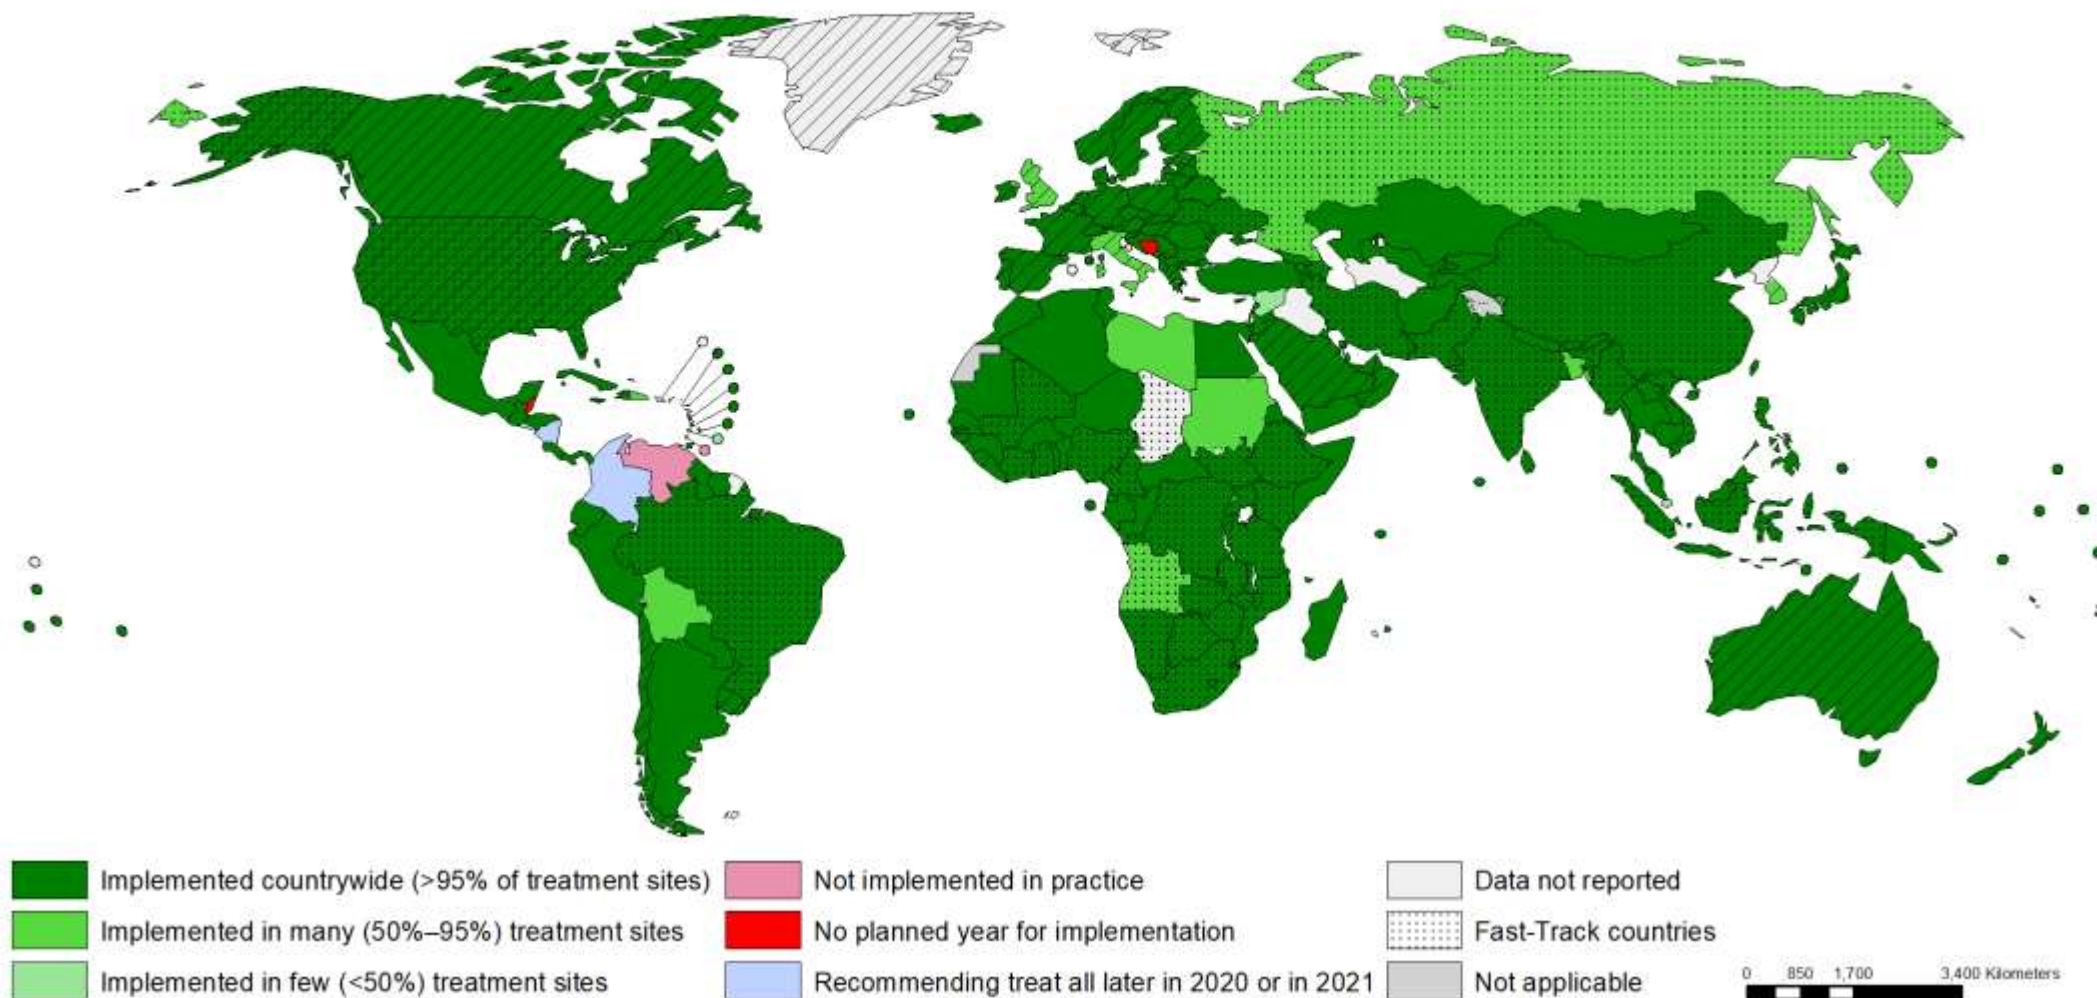 Implemented countrywide (>95% of treatment sites)
Implemented in many (50%–95%) treatment sites
Implemented in few (<50%) treatment sites
Not implemented in practice
No planned year for implementation
Recommending treat all later in 2020 or in 2021
Data not reported
Fast-Track countries
Not applicable
0 850 1,700 3,400 Kilometers